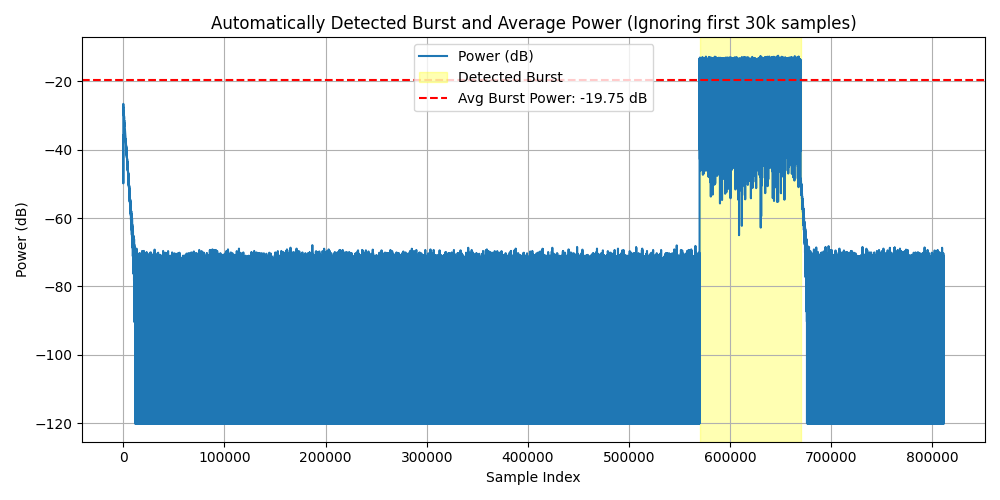 Automatically Detected Burst and Average Power (Ignoring first 30k samples)
Power (dB)
Detected Burst
Avg Burst Power: -19.75 dB
Power (dB)
−20
−40
−60
−80
−100
−120
0
100000
200000
300000
400000
500000
600000
700000
800000
Sample Index